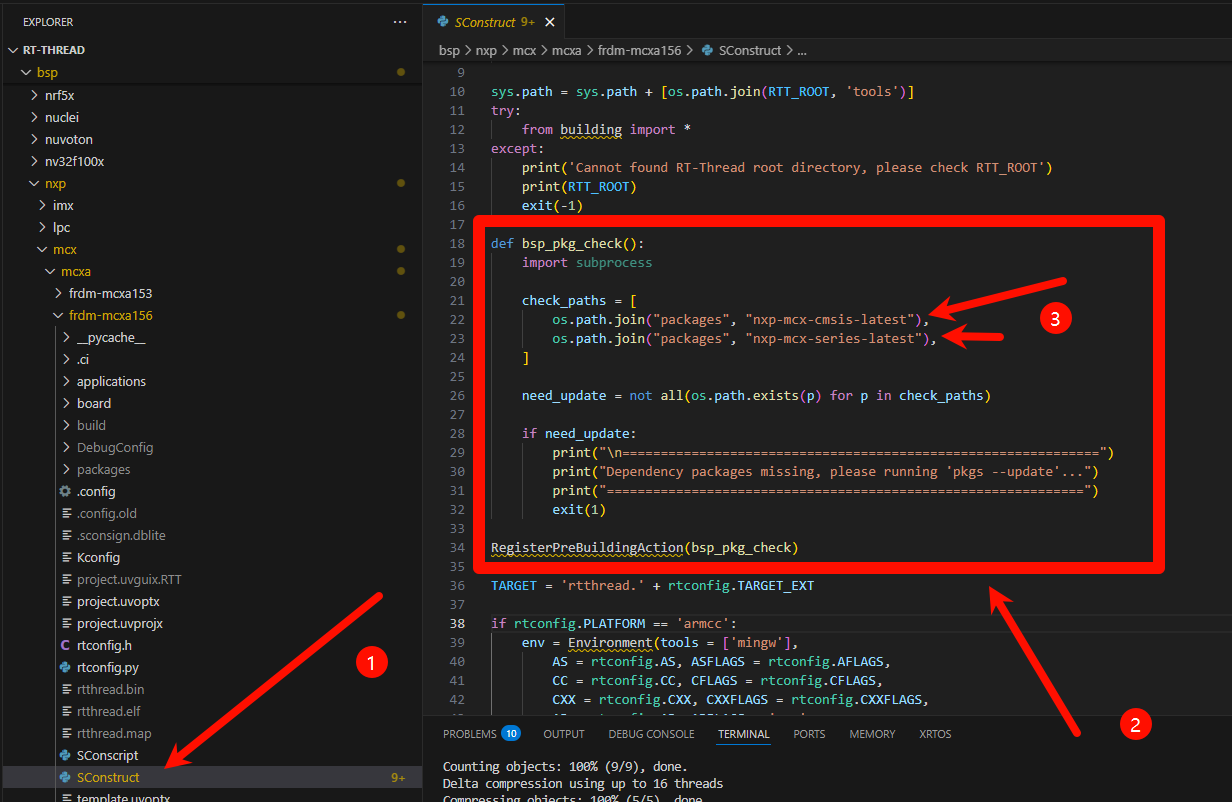 EXPLORER
RT-THREAD
bsp
nrf5x
nuclei
nuvoton
nv32f100x
nxp
imx
lpc
mcx
mcxa
frdm-mcxa153
frdm-mcxa156
__pycache__
.ci
applications
board
build
DebugConfig
packages
.config
.config.old
.sconsign.dblite
Kconfig
project.uvguix.RTT
project.uvoptx
project.uvprojx
C rtconfig.h
rtconfig.py
rtthread.bin
rtthread.elf
rtthread.map
SConscript
SConstruct 9+
template.uvoptx
1
SConstruct 9+
bsp > nxp > mcx > mcxa > frdm-mcxa156 > SConstruct > ...
9
10 sys.path = sys.path + [os.path.join(RTT_ROOT, 'tools')]
11 try:
12 from building import *
13 except:
14 print('Cannot found RT-Thread root directory, please check RTT_ROOT')
15 print(RTT_ROOT)
16 exit(-1)
17
18 def bsp_pkg_check():
19 import subprocess
20
21 check_paths = [
22 os.path.join("packages", "nxp-mcx-cmsis-latest"),
23 os.path.join("packages", "nxp-mcx-series-latest"),
24 ]
25
26 need_update = not all(os.path.exists(p) for p in check_paths)
27
28 if need_update:
29 print("\n===============================================================")
30 print("Dependency packages missing, please running 'pkgs --update'...")
31 print("===============================================================")
32 exit(1)
33
34 RegisterPreBuildingAction(bsp_pkg_check)
35
36 TARGET = 'rtthread.' + rtconfig.TARGET_EXT
37
38 if rtconfig.PLATFORM == 'armcc':
39 env = Environment(tools = ['mingw'],
40 AS = rtconfig.AS, ASFLAGS = rtconfig.AFLAGS,
41 CC = rtconfig.CC, CFLAGS = rtconfig.CFLAGS,
42 CXX = rtconfig.CXX, CXXFLAGS = rtconfig.CXXFLAGS,
3
2
PROBLEMS 10 OUTPUT DEBUG CONSOLE TERMINAL PORTS MEMORY XRTOS
Counting objects: 100% (9/9), done.
Delta compression using up to 16 threads
Compressing objects: 100% (5/5), done.